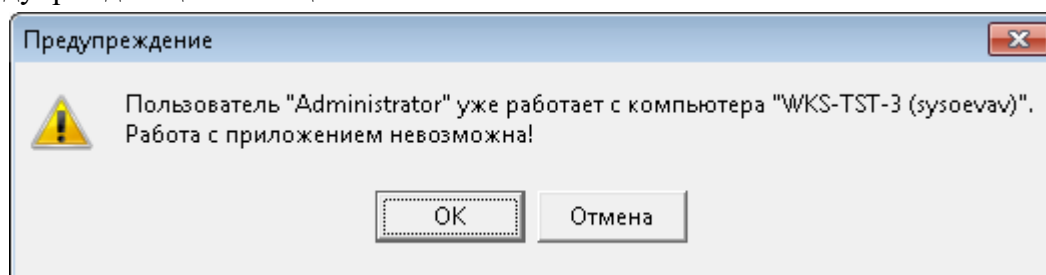 Предупреждение
Пользователь "Administrator" уже работает с компьютера "WKS-TST-3 (sysoevav)".
Работа с приложением невозможна!
OK
Отмена